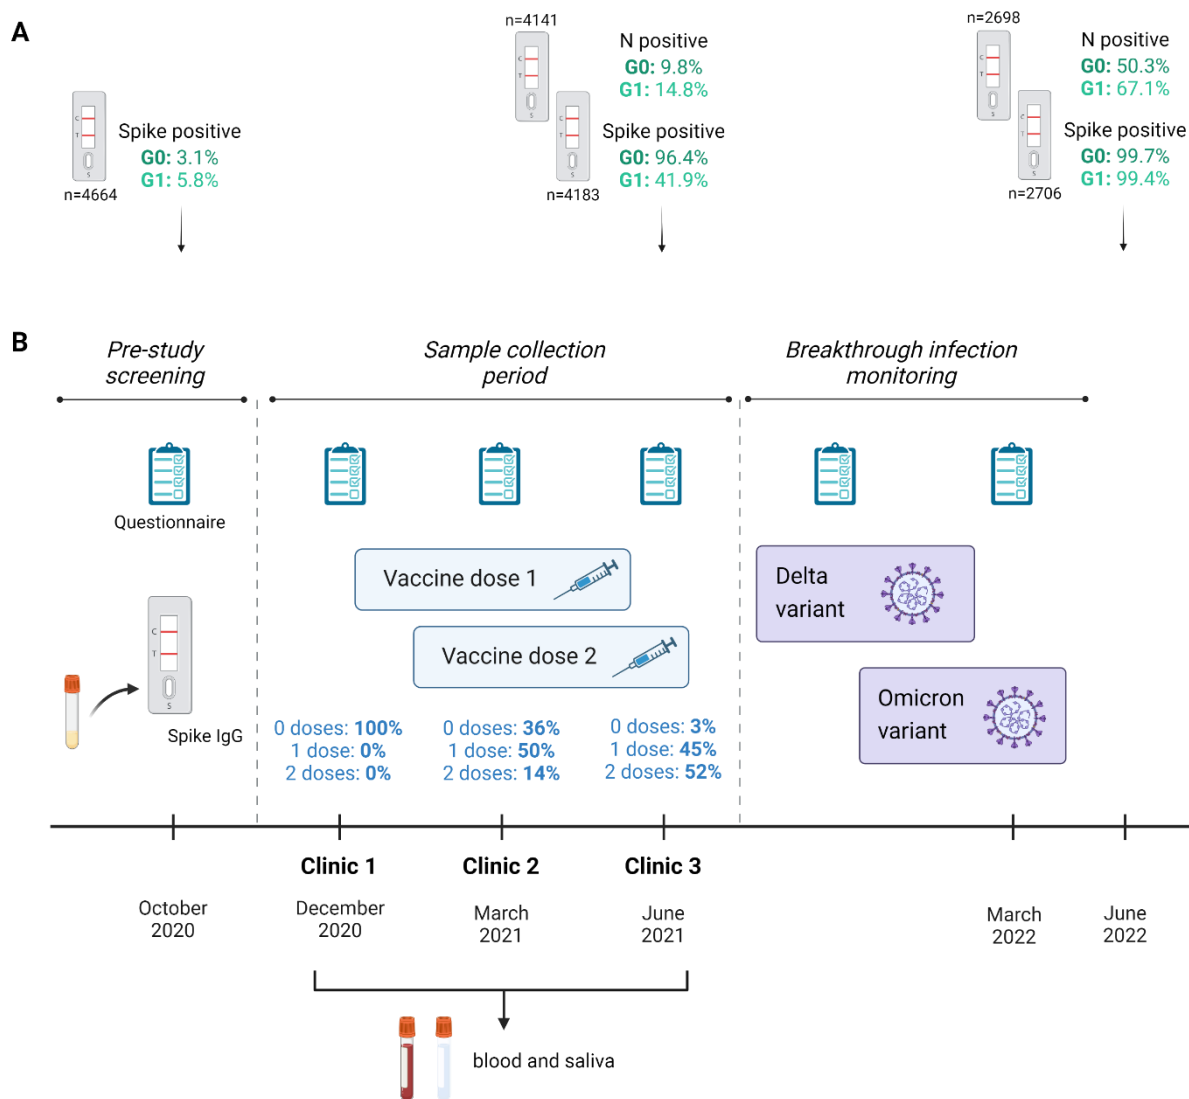 A
n=4664
Spike positive
G0: 3.1%
G1: 5.8%
C
T
S
n=4141
N positive
G0: 9.8%
G1: 14.8%
C
T
S
Spike positive
G0: 96.4%
G1: 41.9%
C
T
S
n=4183
n=2698
N positive
G0: 50.3%
G1: 67.1%
C
T
S
Spike positive
G0: 99.7%
G1: 99.4%
C
T
S
n=2706
B
Pre-study
screening
Sample collection
period
Breakthrough infection
monitoring
Questionnaire
Vaccine dose 1
Vaccine dose 2
Delta
variant
Omicron
variant
C
T
S
Spike IgG
0 doses: 100%
1 dose: 0%
2 doses: 0%
0 doses: 36%
1 dose: 50%
2 doses: 14%
0 doses: 3%
1 dose: 45%
2 doses: 52%
Clinic 1
Clinic 2
Clinic 3
October
2020
December
2020
March
2021
June
2021
March
2022
June
2022
blood and saliva